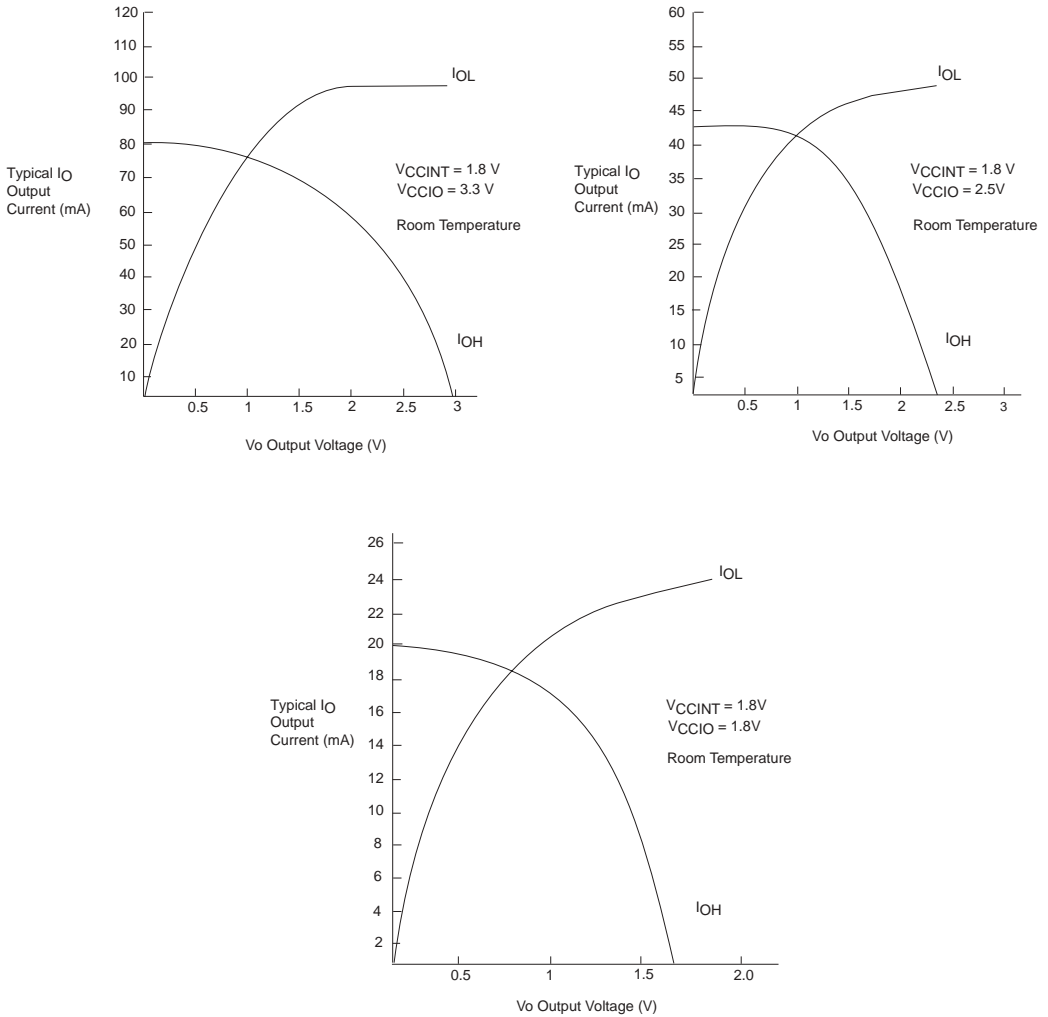 120
110
100
90
80
70
60
50
40
30
20
10
0.5 1 1.5 2 2.5 3
Typical IO
Output
Current (mA)
IOL
VCCINT = 1.8 V
VCCIO = 3.3 V
Room Temperature
IOH
Vo Output Voltage (V)
60
55
50
45
40
35
30
25
20
15
10
5
0.5 1 1.5 2 2.5 3
Typical IO
Output
Current (mA)
IOL
VCCINT = 1.8 V
VCCIO = 2.5V
Room Temperature
IOH
Vo Output Voltage (V)
26
24
22
20
18
16
14
12
10
8
6
4
2
0.5 1 1.5 2.0
Typical IO
Output
Current (mA)
IOL
VCCINT = 1.8V
VCCIO = 1.8V
Room Temperature
IOH
Vo Output Voltage (V)